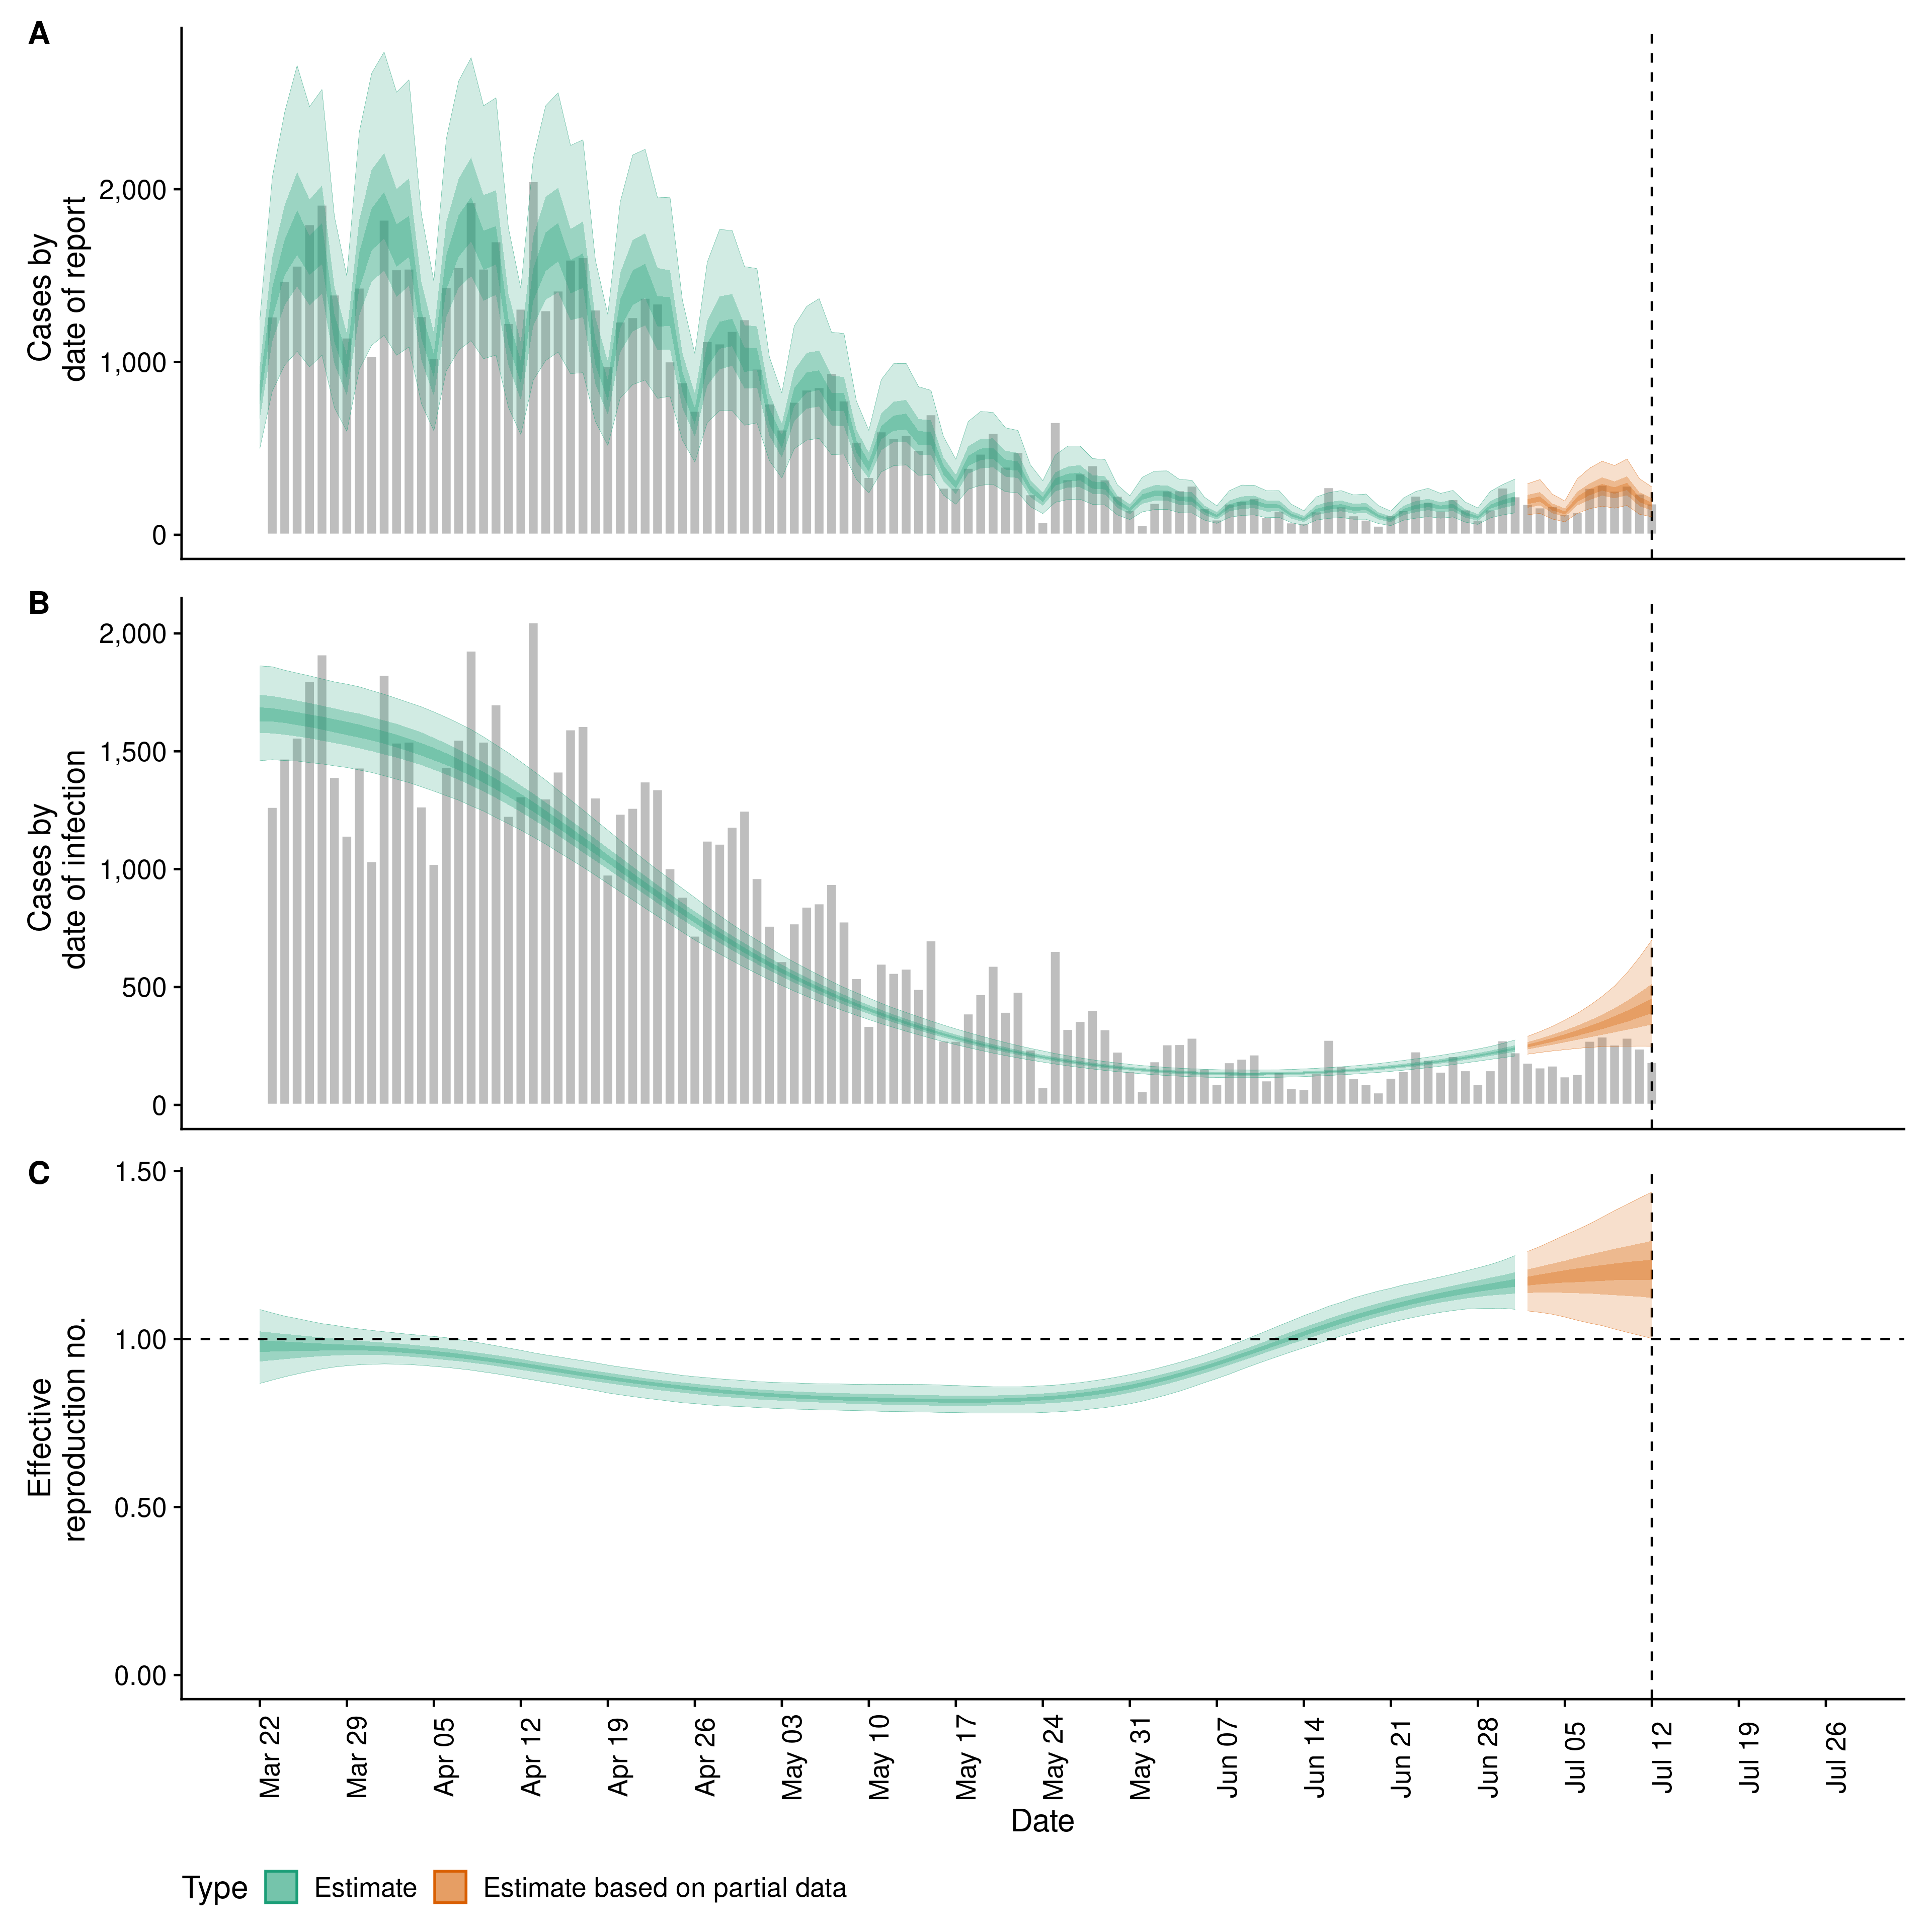 A
Cases by
date of report
2,000
1,000
0
B
Cases by
date of infection
2,000
1,500
1,000
500
0
C
Effective
reproduction no.
1.50
1.00
0.50
0.00
Mar 22
Mar 29
Apr 05
Apr 12
Apr 19
Apr 26
May 03
May 10
May 17
May 24
May 31
Jun 07
Jun 14
Jun 21
Jun 28
Jul 05
Jul 12
Jul 19
Jul 26
Date
Type Estimate Estimate based on partial data